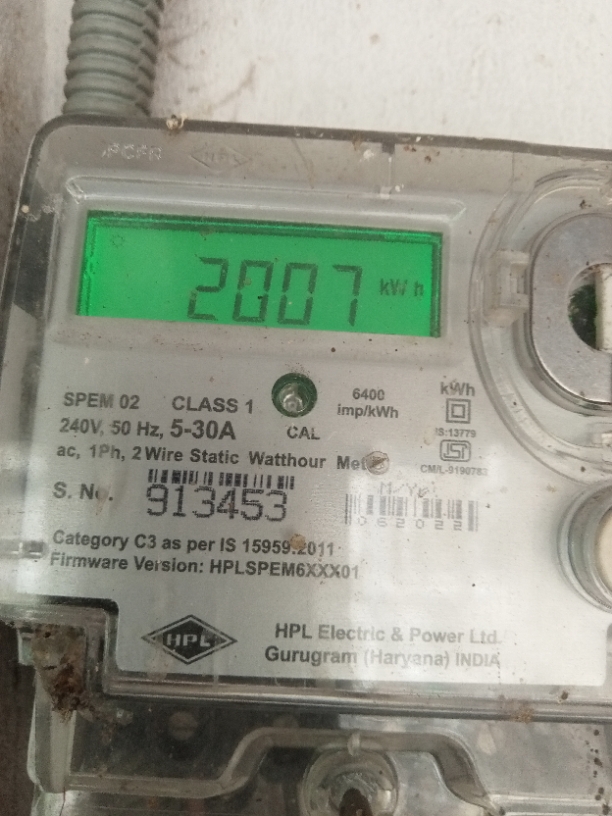 HPL
2007 kWh
SPEM 02 CLASS 1
6400 imp/kWh
kWh
240V, 50 Hz, 5-30A
CAL
IS:13779
ac, 1Ph, 2 Wire Static Watthour
ISI
S. No. 913453
M/Yr
062022
Category C3 as per IS 15959:2011
Firmware Version: HPLSPEM6XXX01
HPL
HPL Electric & Power Ltd.
Gurugram (Haryana) INDIA